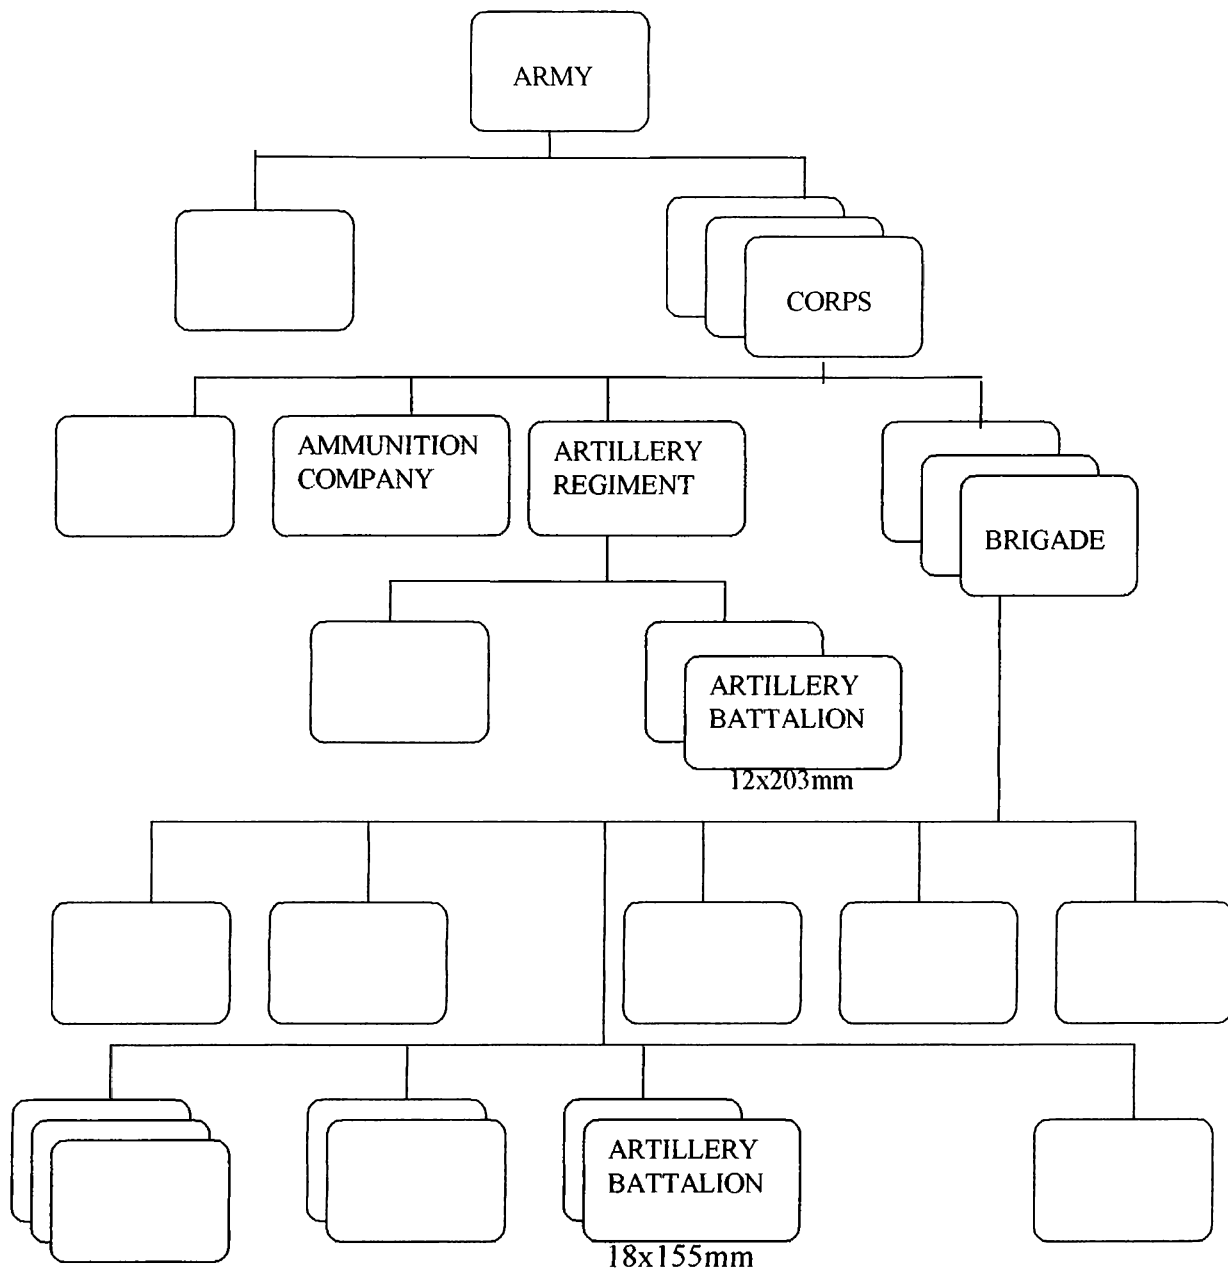 ARMY
CORPS
AMMUNITION
COMPANY
ARTILLERY
REGIMENT
BRIGADE
ARTILLERY
BATTALION
12x203mm
ARTILLERY
BATTALION
18x155mm